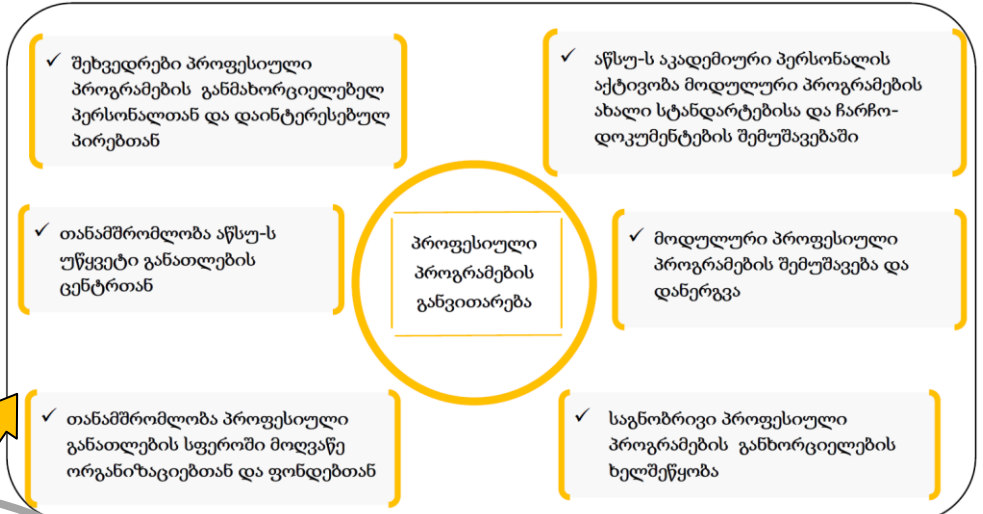 ✓ შეხვედრები პროფესიული
პროგრამების განმახორციელებელ
პერსონალთან და დაინტერესებულ
პირებთან
✓ აწსუ-ს აკადემიური პერსონალის
აქტივობა მოდულური პროგრამების
ახალი სტანდარტებისა და ჩარჩო-
დოკუმენტების შემუშავებაში
✓ თანამშრომლობა აწსუ-ს
უწყვეტი განათლების
ცენტრთან
პროფესიული
პროგრამების
განვითარება
✓ მოდულური პროფესიული
პროგრამების შემუშავება და
დანერგვა
✓ თანამშრომლობა პროფესიული
განათლების სფეროში მოღვაწე
ორგანიზაციებთან და ფონდებთან
✓ საგნობრივი პროფესიული
პროგრამების განხორციელების
ხელშეწყობა